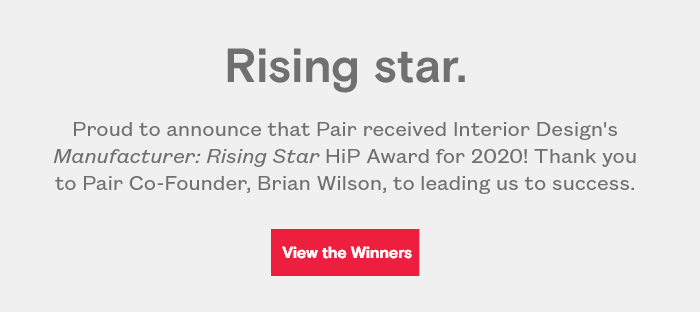 Rising star.
Proud to announce that Pair received Interior Design's
Manufacturer: Rising Star HiP Award for 2020! Thank you
to Pair Co-Founder, Brian Wilson, to leading us to success.
View the Winners